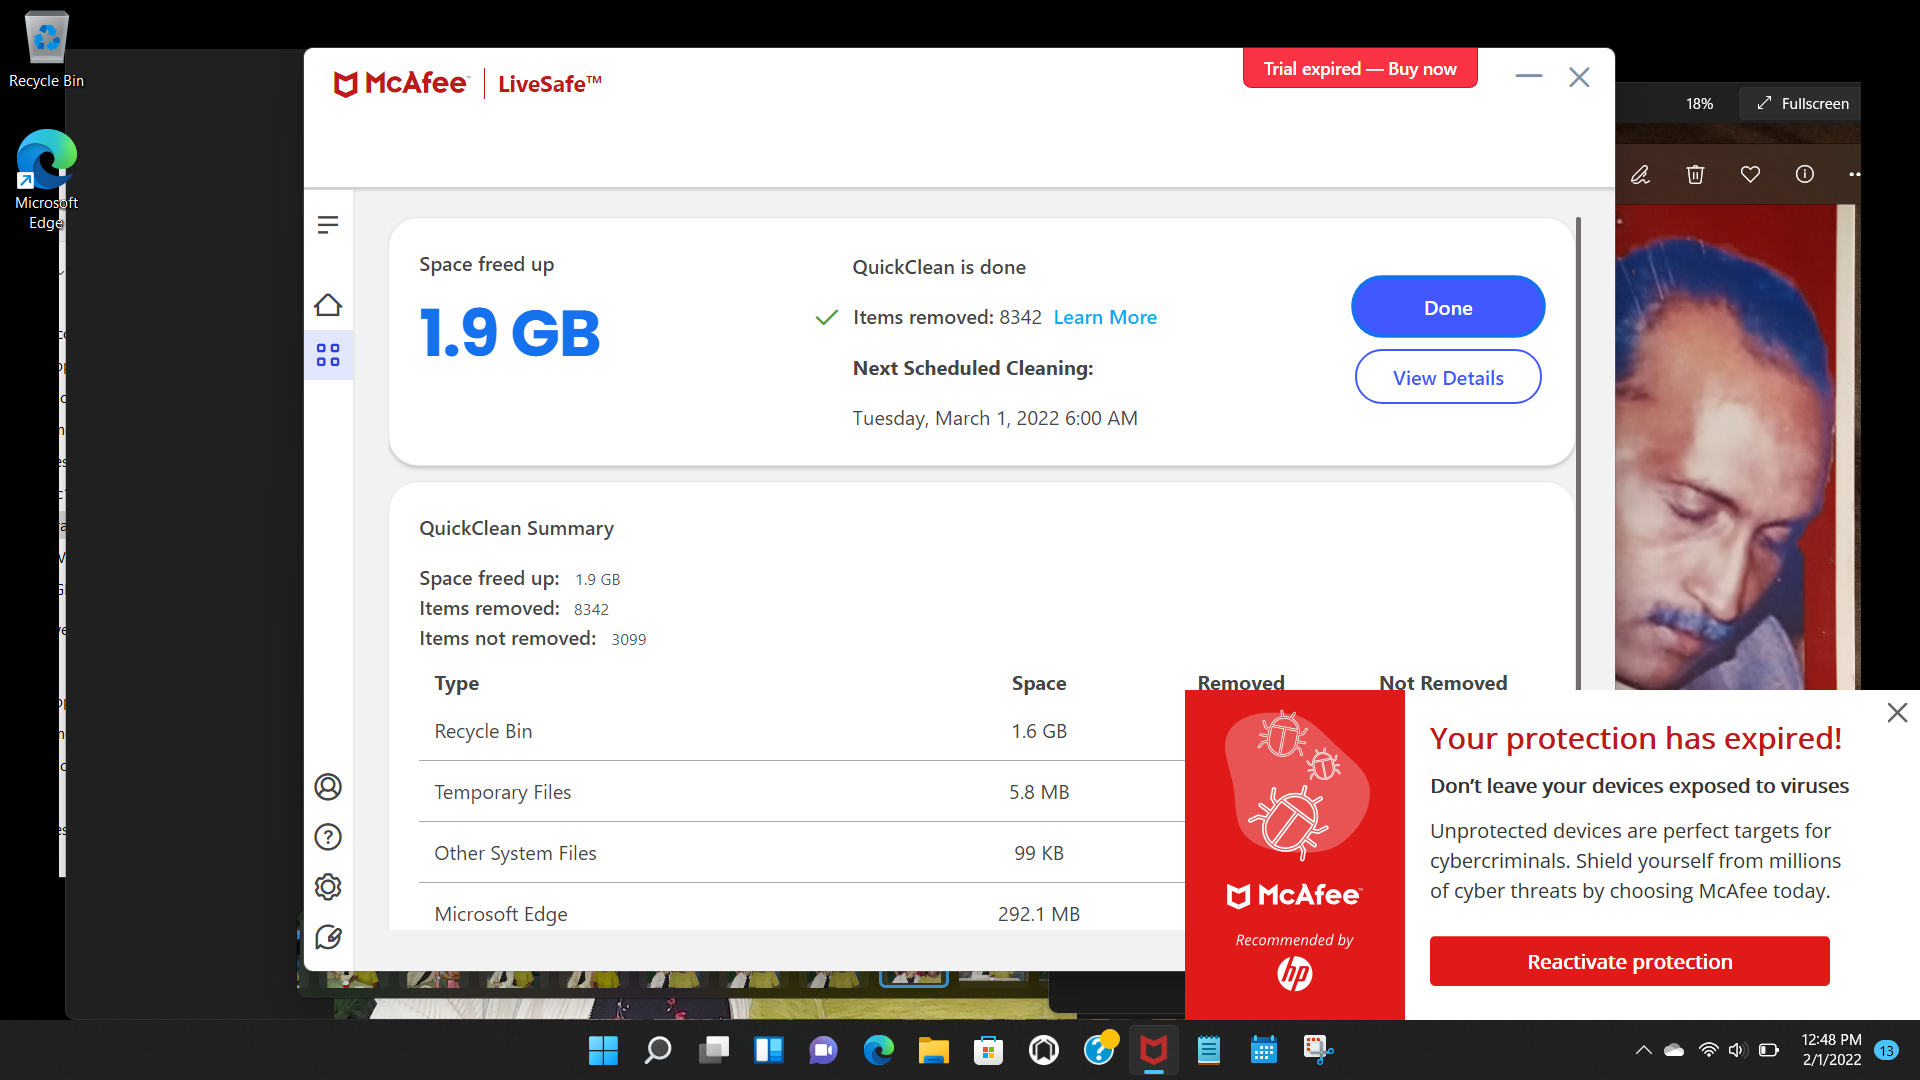 Recycle Bin
Microsoft
Edge
McAfee™ LiveSafe™
Trial expired — Buy now
18%
Fullscreen
Space freed up
1.9 GB
QuickClean is done
Items removed: 8342 Learn More
Next Scheduled Cleaning:
Tuesday, March 1, 2022 6:00 AM
Done
View Details
QuickClean Summary
Space freed up: 1.9 GB
Items removed: 8342
Items not removed: 3099
Type Space Removed Not Removed
Recycle Bin 1.6 GB
Temporary Files 5.8 MB
Other System Files 99 KB
Microsoft Edge 292.1 MB
McAfee™
Recommended by
hp
Your protection has expired!
Don’t leave your devices exposed to viruses
Unprotected devices are perfect targets for
cybercriminals. Shield yourself from millions
of cyber threats by choosing McAfee today.
Reactivate protection
12:48 PM
2/1/2022
13